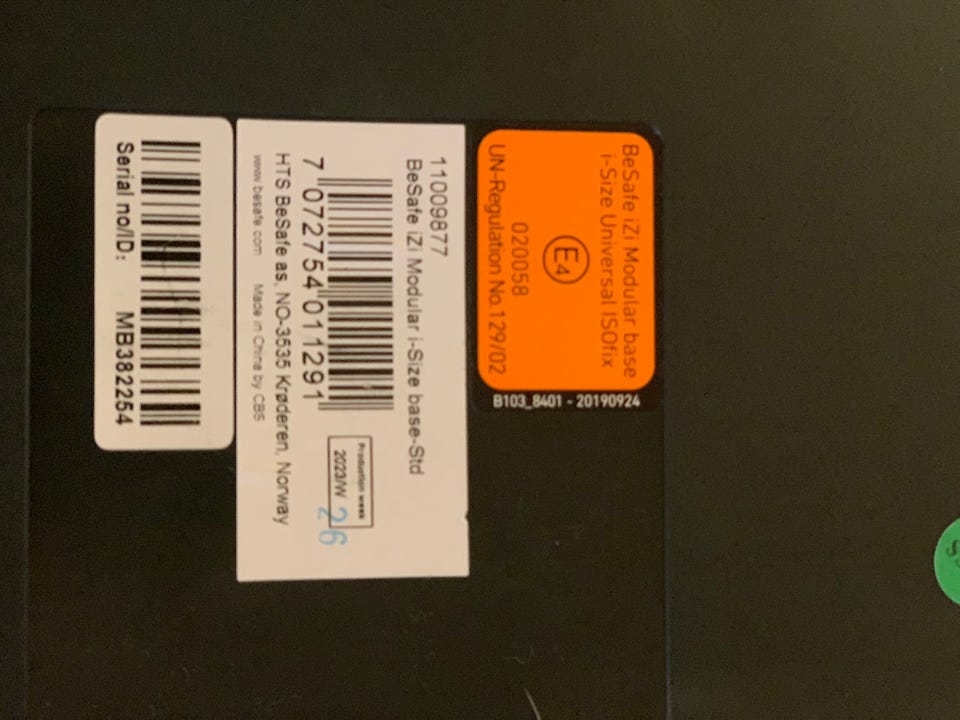 BeSafe iZi Modular base
i-Size Universal ISOfix
E4
020058
UN-Regulation No.129/02
B103_8401 - 20190924
11009877
BeSafe iZi Modular i-Size base-Std
7 072754 011291
Production week
2023/W 26
HTS BeSafe as, NO-3535 Krøderen, Norway
www.besafe.com Made in China by CBS
Serial no/ID: MB382254